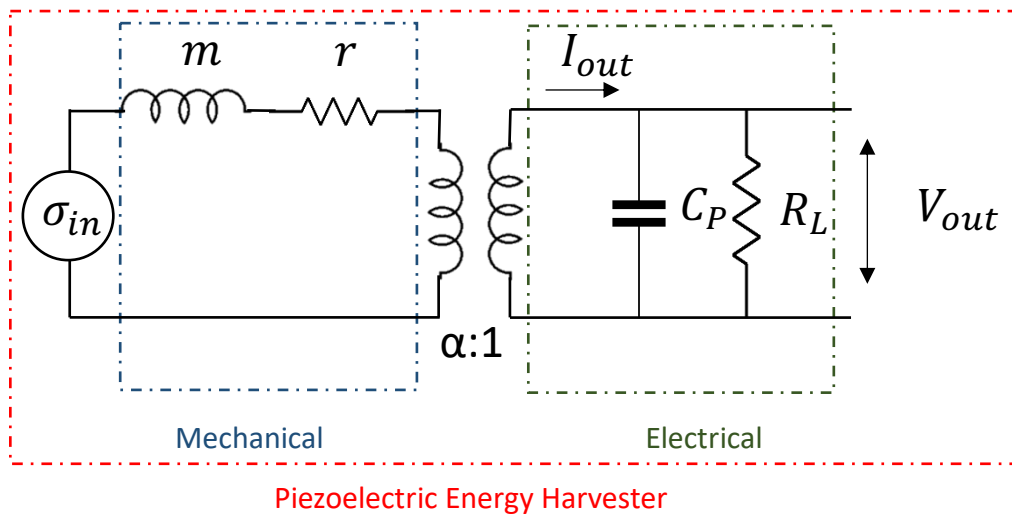 m
r
I_out
σ_in
C_P
R_L
V_out
α:1
Mechanical
Electrical
Piezoelectric Energy Harvester